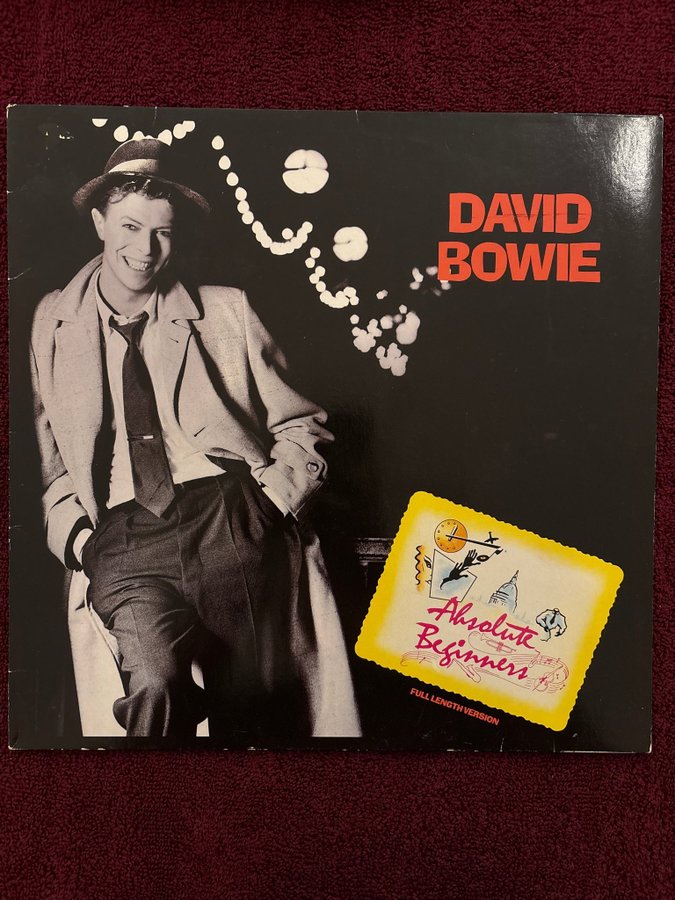 DAVID
BOWIE
Absolute
Beginners
FULL LENGTH VERSION